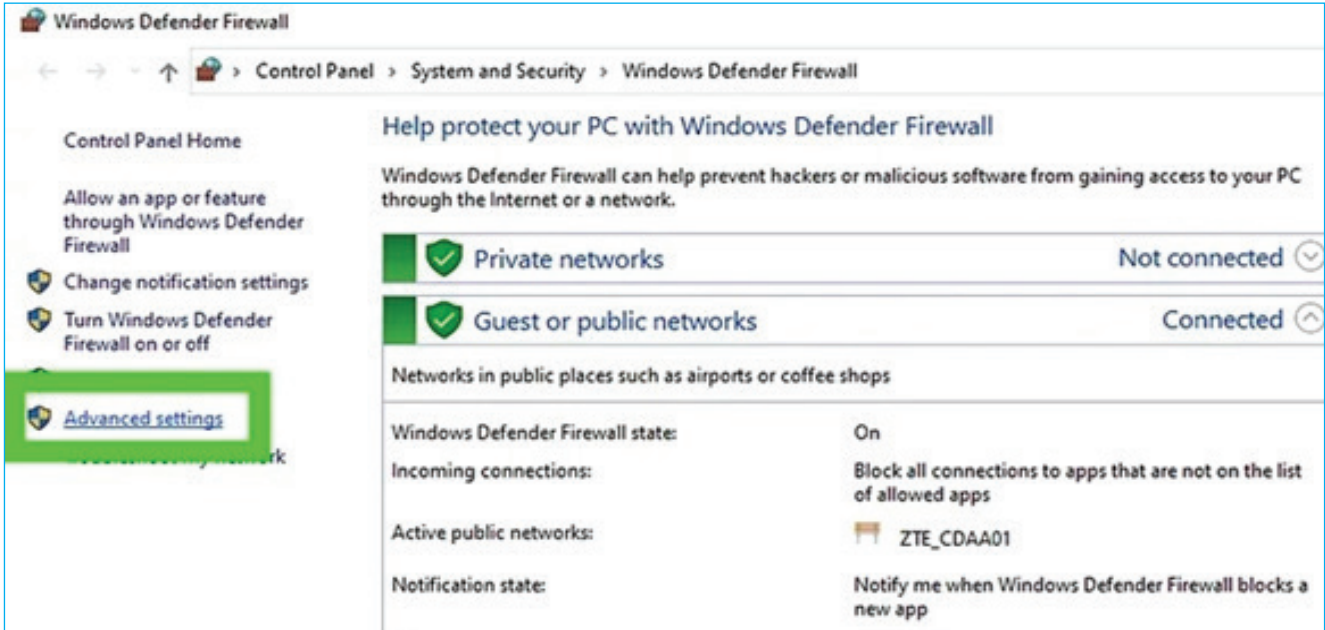 Windows Defender Firewall
Control Panel › System and Security › Windows Defender Firewall
Control Panel Home
Allow an app or feature
through Windows Defender
Firewall
Change notification settings
Turn Windows Defender
Firewall on or off
Advanced settings
Help protect your PC with Windows Defender Firewall
Windows Defender Firewall can help prevent hackers or malicious software from gaining access to your PC
through the Internet or a network.
Private networks Not connected
Guest or public networks Connected
Networks in public places such as airports or coffee shops
Windows Defender Firewall state: On
Incoming connections: Block all connections to apps that are not on the list
of allowed apps
Active public networks: ZTE_CDAA01
Notification state: Notify me when Windows Defender Firewall blocks a
new app